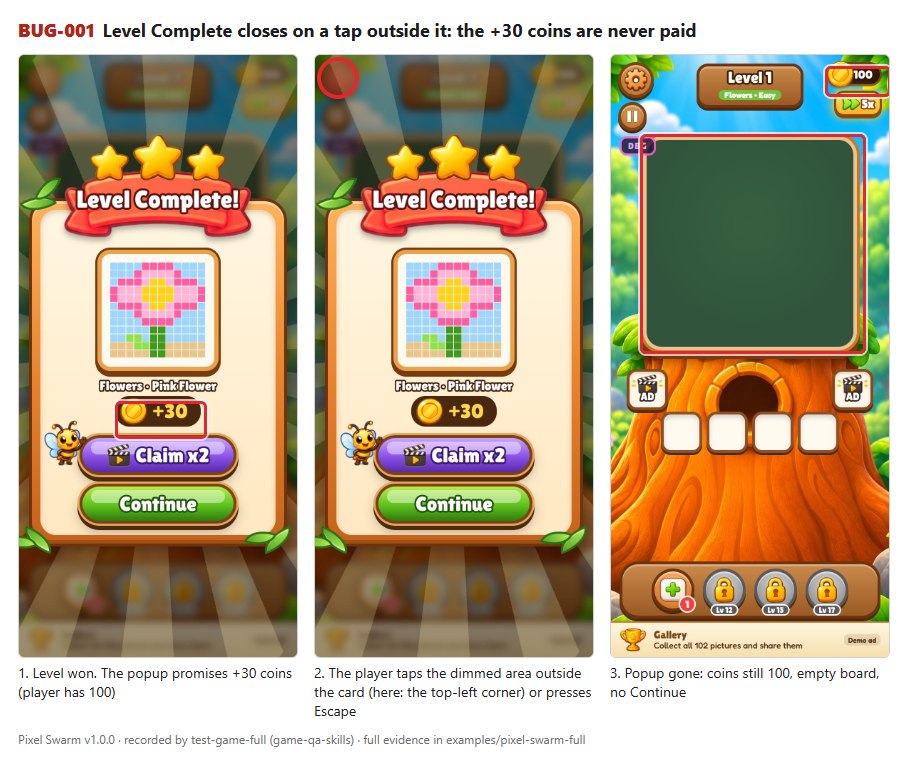 BUG-001 Level Complete closes on a tap outside it: the +30 coins are never paid
Level Complete!
Flowers • Pink Flower
+30
Claim x2
Continue
Level Complete!
Flowers • Pink Flower
+30
Claim x2
Continue
Level 1
Flowers • Easy
100
5x
AD
AD
1
Lv 12
Lv 15
Lv 17
Gallery
Collect all 102 pictures and share them
Demo ad
1. Level won. The popup promises +30 coins
(player has 100)
2. The player taps the dimmed area outside
the card (here: the top-left corner) or presses
Escape
3. Popup gone: coins still 100, empty board,
no Continue
Pixel Swarm v1.0.0 · recorded by test-game-full (game-qa-skills) · full evidence in examples/pixel-swarm-full